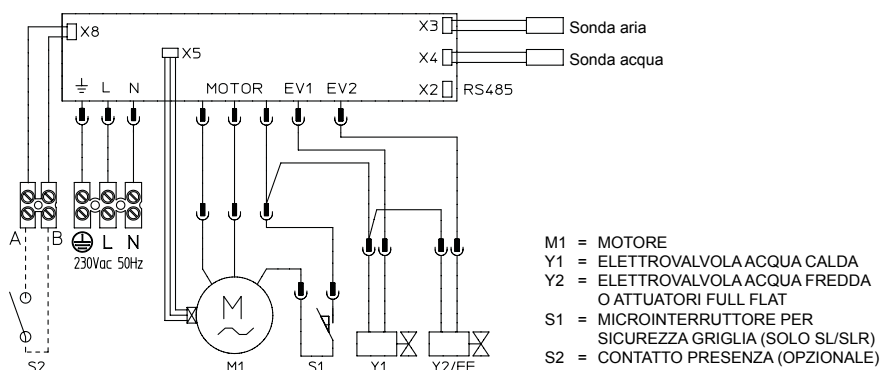 X3 Sonda aria
X8
X5
X4 Sonda acqua
L N MOTOR EV1 EV2 X2 RS485
A B L N
230Vac 50Hz
M
S2 M1 S1 Y1 Y2/FF
M1 = MOTORE
Y1 = ELETTROVALVOLA ACQUA CALDA
Y2 = ELETTROVALVOLA ACQUA FREDDA
O ATTUATORI FULL FLAT
S1 = MICROINTERRUTTORE PER
SICUREZZA GRIGLIA (SOLO SL/SLR)
S2 = CONTATTO PRESENZA (OPZIONALE)